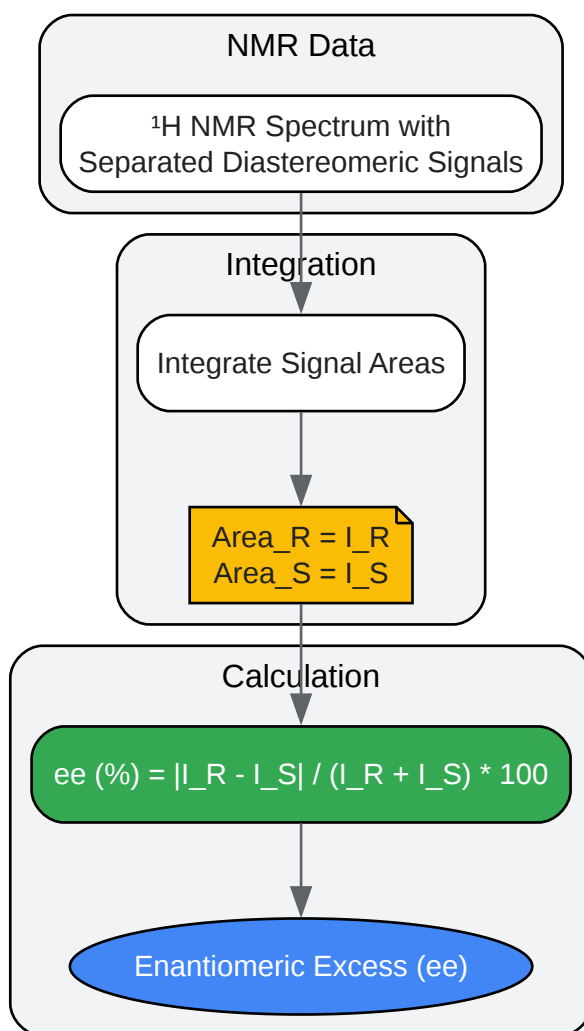 NMR Data
¹H NMR Spectrum with
Separated Diastereomeric Signals
Integration
Integrate Signal Areas
Area_R = I_R
Area_S = I_S
Calculation
ee (%) = |I_R - I_S| / (I_R + I_S) * 100
Enantiomeric Excess (ee)